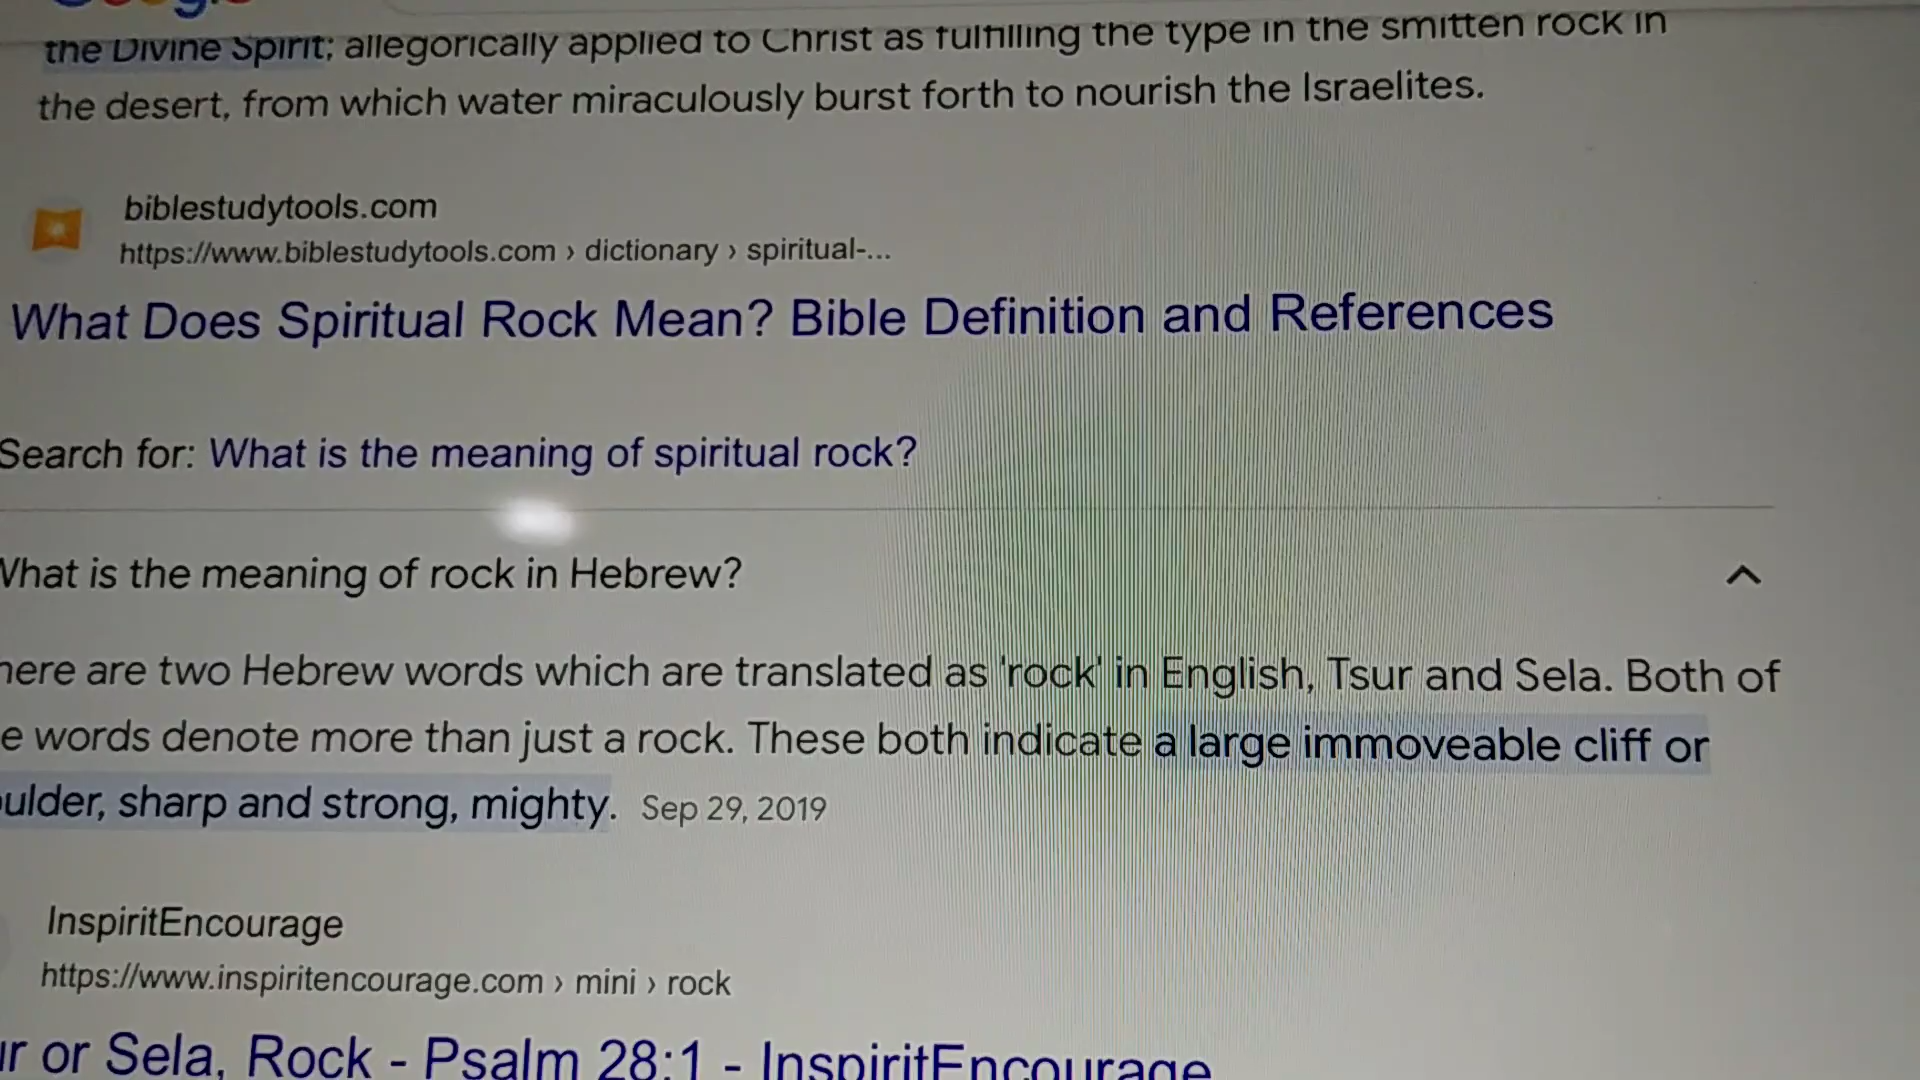 the Divine Spirit; allegorically applied to Christ as fulfilling the type in the smitten rock in
the desert, from which water miraculously burst forth to nourish the Israelites.
biblestudytools.com
https://www.biblestudytools.com › dictionary › spiritual-...
What Does Spiritual Rock Mean? Bible Definition and References
Search for: What is the meaning of spiritual rock?
What is the meaning of rock in Hebrew?
here are two Hebrew words which are translated as 'rock' in English, Tsur and Sela. Both of
e words denote more than just a rock. These both indicate a large immoveable cliff or
ulder, sharp and strong, mighty. Sep 29, 2019
InspiritEncourage
https://www.inspiritencourage.com › mini › rock
ur or Sela, Rock - Psalm 28:1 - InspiritEncourage